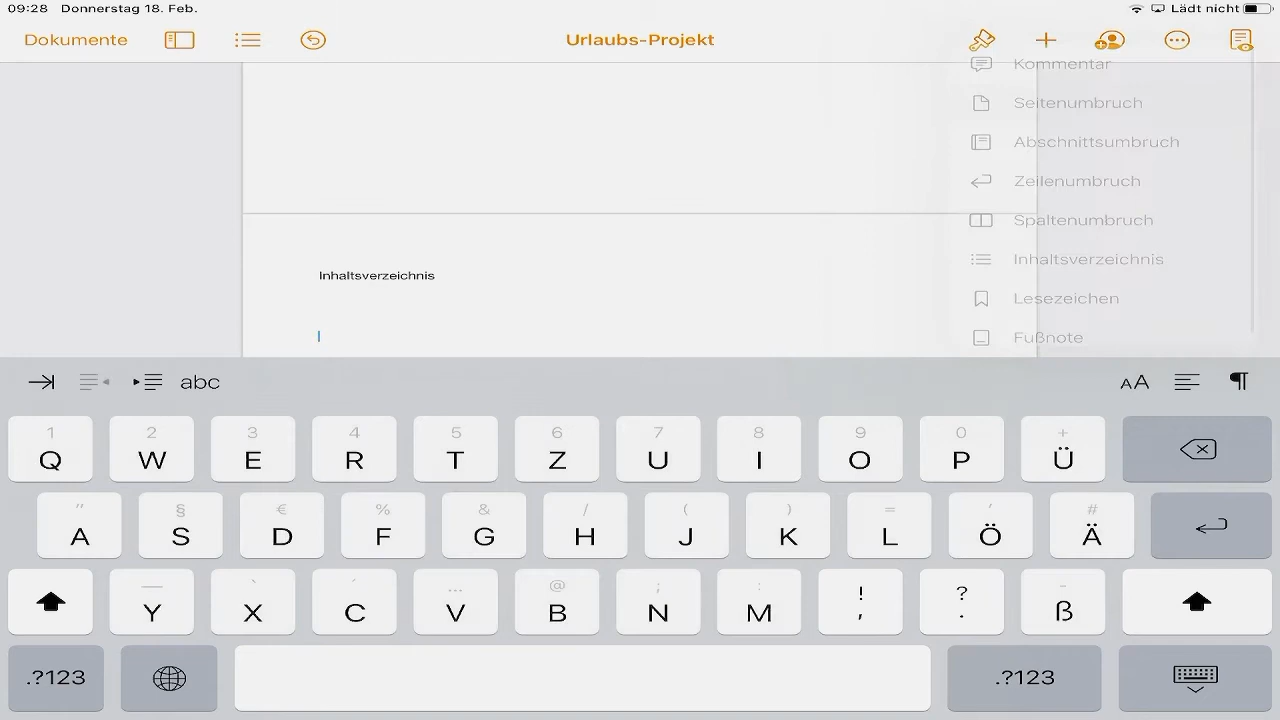 09:28 Donnerstag 18. Feb. Lädt nicht
Dokumente Urlaubs-Projekt
Kommentar
Seitenumbruch
Abschnittsumbruch
Zeilenumbruch
Spaltenumbruch
Inhaltsverzeichnis
Inhaltsverzeichnis
Lesezeichen
Fußnote
abc AA ¶
1 2 3 4 5 6 7 8 9 0 +
Q W E R T Z U I O P Ü
" § € % & / ( ) = ' #
A S D F G H J K L Ö Ä
— ` ´ ... @ ; : ! ? -
Y X C V B N M , . ß
.?123 .?123